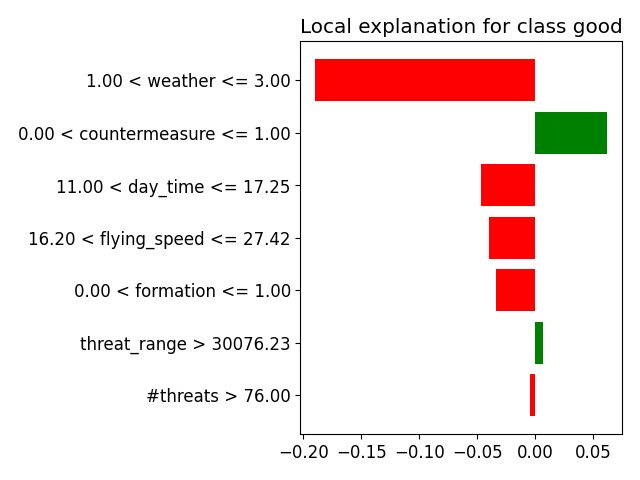 Local explanation for class good
1.00 < weather <= 3.00
0.00 < countermeasure <= 1.00
11.00 < day_time <= 17.25
16.20 < flying_speed <= 27.42
0.00 < formation <= 1.00
threat_range > 30076.23
#threats > 76.00
−0.20 −0.15 −0.10 −0.05 0.00 0.05